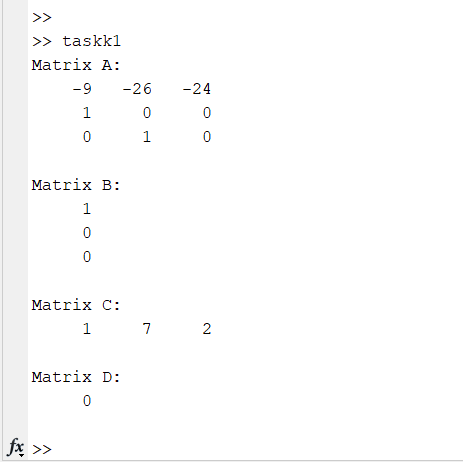 >>
>> taskk1
Matrix A:
-9 -26 -24
1 0 0
0 1 0
Matrix B:
1
0
0
Matrix C:
1 7 2
Matrix D:
0
fx >>